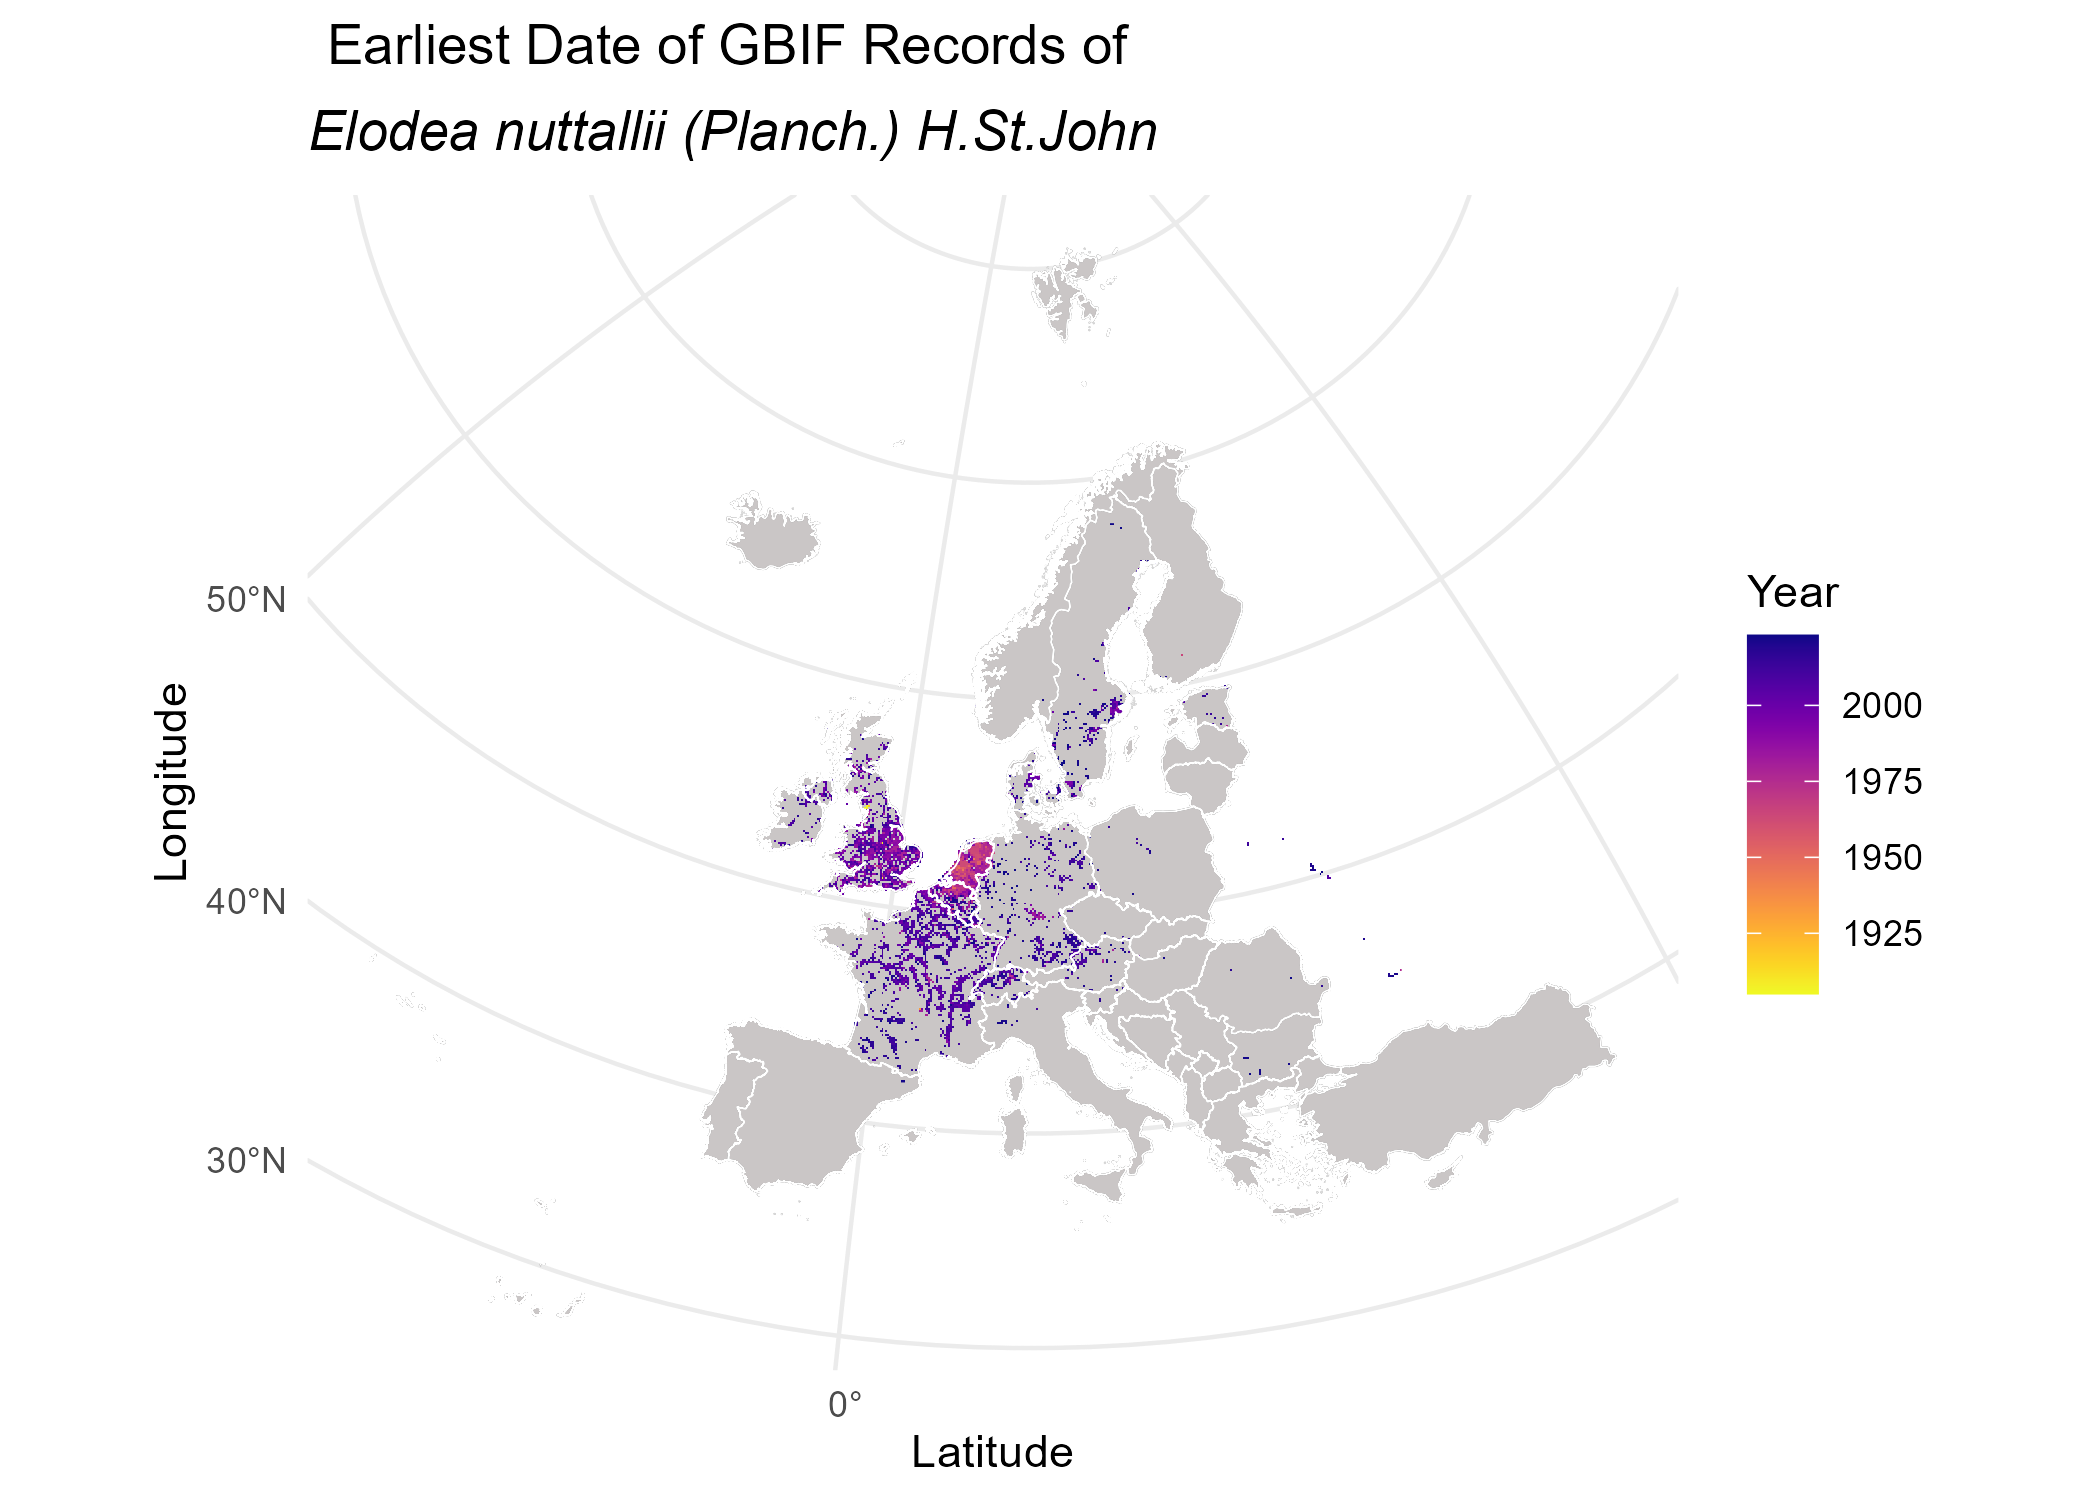 Earliest Date of GBIF Records of
Elodea nuttallii (Planch.) H.St.John
50°N
40°N
30°N
Longitude
0°
Latitude
Year
2000
1975
1950
1925